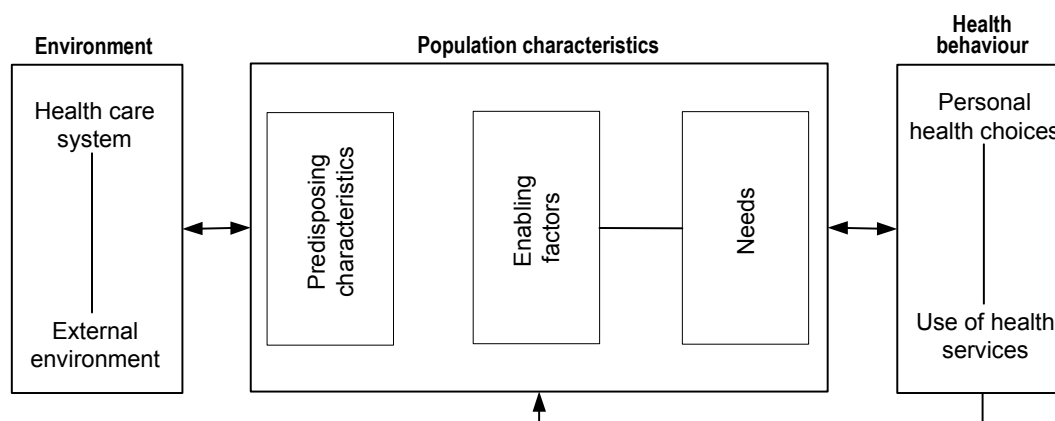 Environment
Health care
system
External
environment
Population characteristics
Predisposing
characteristics
Enabling
factors
Needs
Health
behaviour
Personal
health choices
Use of health
services